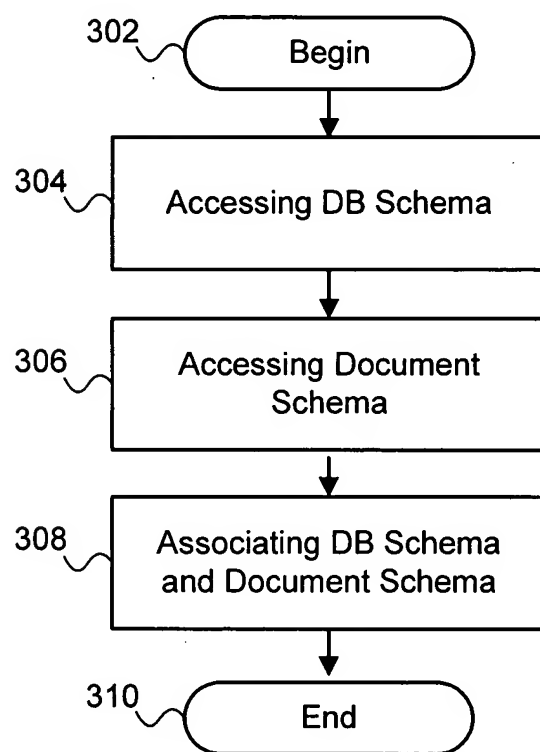 302
Begin
304
Accessing DB Schema
306
Accessing Document
Schema
308
Associating DB Schema
and Document Schema
310
End